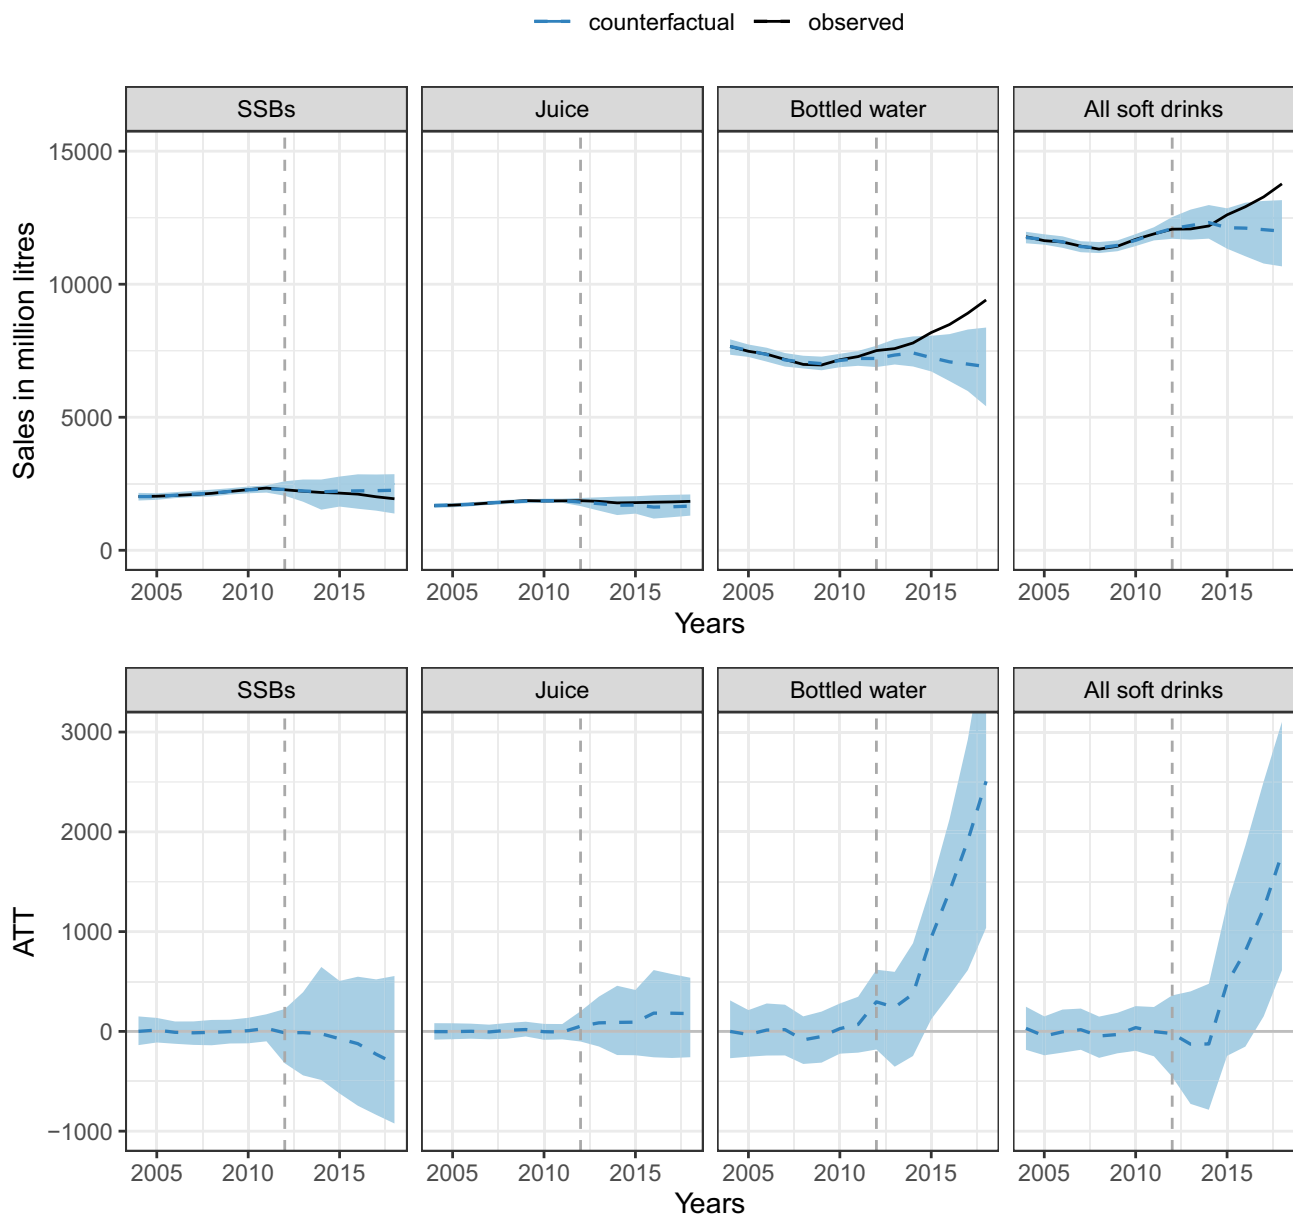 counterfactual observed
SSBs Juice Bottled water All soft drinks
15000
10000
5000
0
Sales in million litres
2005 2010 2015 2005 2010 2015 2005 2010 2015 2005 2010 2015
Years
SSBs Juice Bottled water All soft drinks
3000
2000
1000
0
−1000
ATT
2005 2010 2015 2005 2010 2015 2005 2010 2015 2005 2010 2015
Years